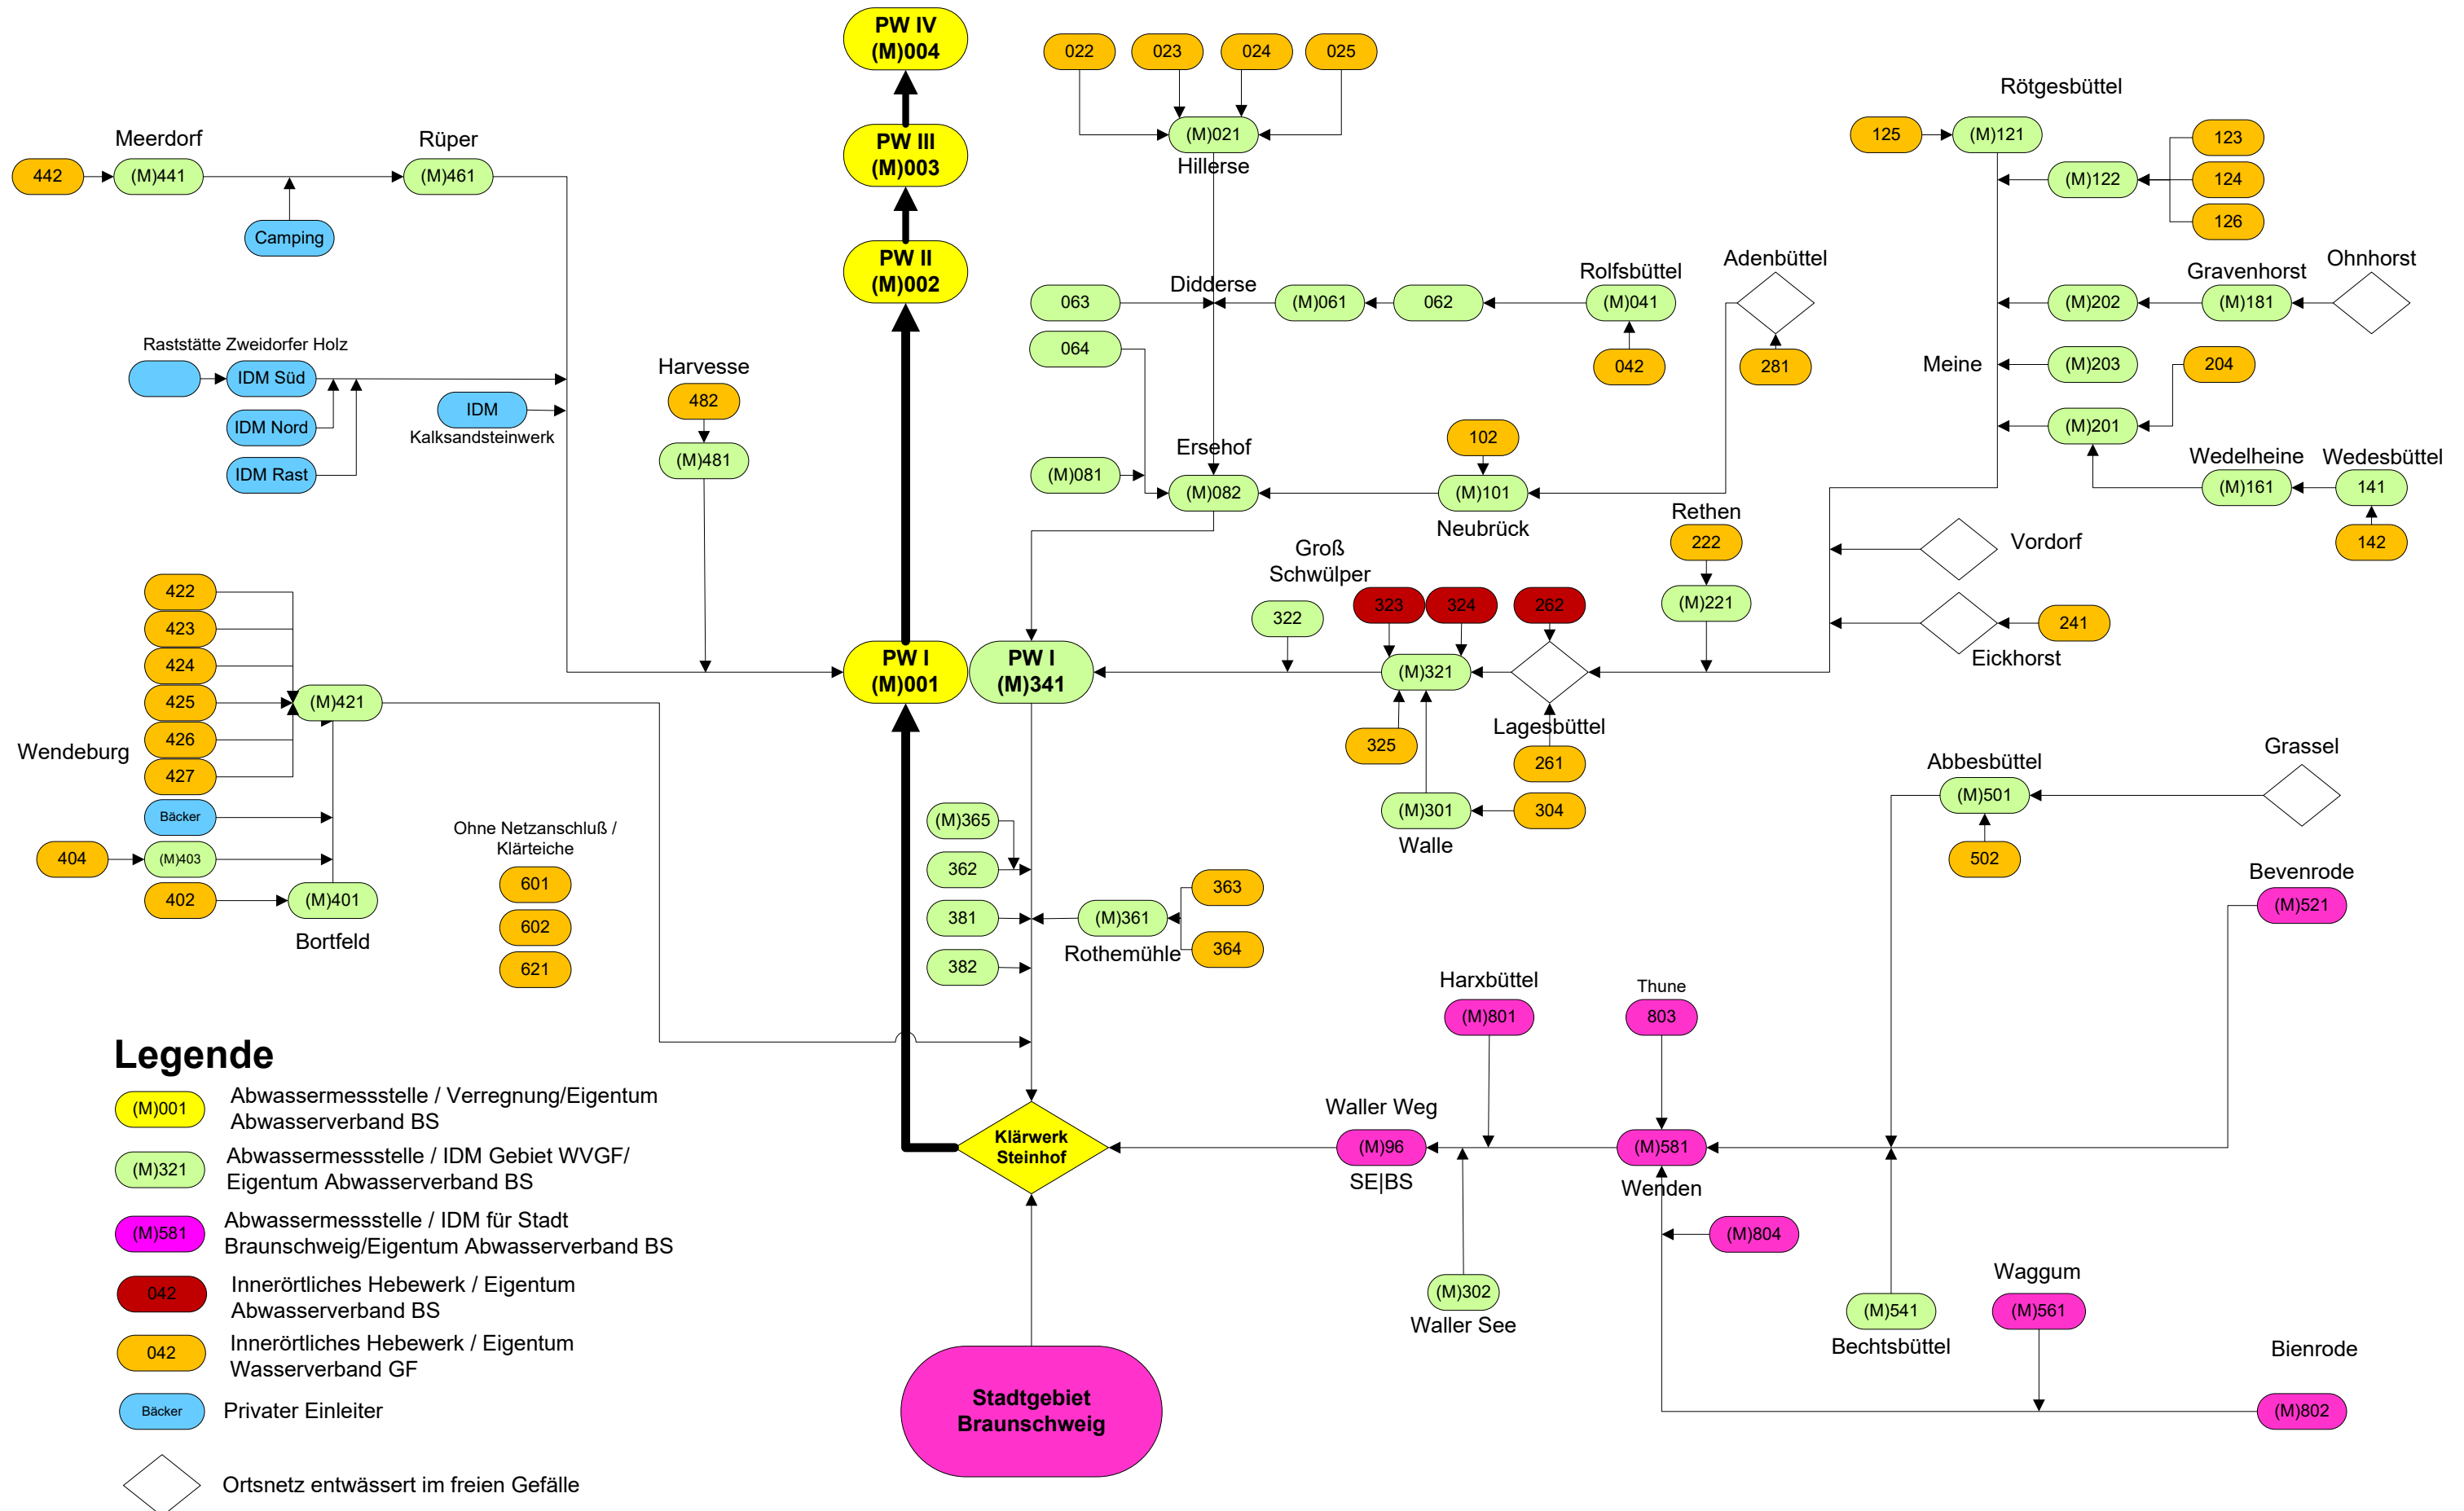 PW IV
(M)004
022
023
024
025
Rötgesbüttel
PW III
(M)003
(M)021
Hillerse
125
(M)121
123
Meerdorf
Rüper
442
(M)441
(M)461
(M)122
124
126
Camping
PW II
(M)002
Didderse
Rolfsbüttel
Adenbüttel
Gravenhorst
Ohnhorst
063
(M)061
062
(M)041
(M)202
(M)181
064
042
281
Meine
(M)203
204
Raststätte Zweidorfer Holz
IDM Süd
IDM Nord
IDM Rast
IDM
Kalksandsteinwerk
Harvesse
482
(M)481
(M)201
102
Ersehof
(M)081
(M)082
(M)101
Neubrück
Wedelheine
Wedesbüttel
(M)161
141
142
Rethen
222
(M)221
Vordorf
241
Eickhorst
Groß
Schwülper
322
323
324
262
PW I
(M)001
PW I
(M)341
(M)321
Lagesbüttel
325
261
(M)301
304
Walle
422
423
424
425
426
427
(M)421
Wendeburg
Bäcker
404
(M)403
402
(M)401
Bortfeld
Ohne Netzanschluß /
Klärteiche
601
602
621
(M)365
362
381
382
(M)361
363
364
Rothemühle
Abbesbüttel
(M)501
502
Grassel
Bevenrode
(M)521
Harxbüttel
(M)801
Thune
803
Waller Weg
(M)96
SE|BS
(M)581
Wenden
Klärwerk
Steinhof
(M)804
(M)302
Waller See
(M)541
Bechtsbüttel
Waggum
(M)561
Bienrode
(M)802
Stadtgebiet
Braunschweig
Legende
(M)001
Abwassermessstelle / Verregnung/Eigentum
Abwasserverband BS
(M)321
Abwassermessstelle / IDM Gebiet WVGF/
Eigentum Abwasserverband BS
(M)581
Abwassermessstelle / IDM für Stadt
Braunschweig/Eigentum Abwasserverband BS
042
Innerörtliches Hebewerk / Eigentum
Abwasserverband BS
042
Innerörtliches Hebewerk / Eigentum
Wasserverband GF
Bäcker
Privater Einleiter
Ortsnetz entwässert im freien Gefälle